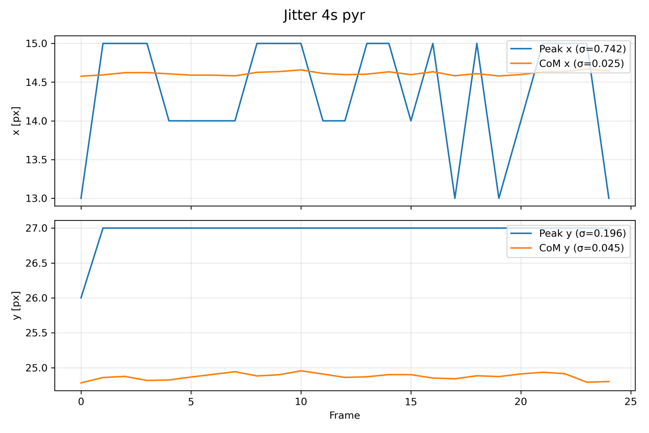 Jitter 4s pyr
15.0
14.5
14.0
13.5
13.0
x [px]
Peak x (σ=0.742)
CoM x (σ=0.025)
27.0
26.5
26.0
25.5
25.0
y [px]
Peak y (σ=0.196)
CoM y (σ=0.045)
0 5 10 15 20 25
Frame